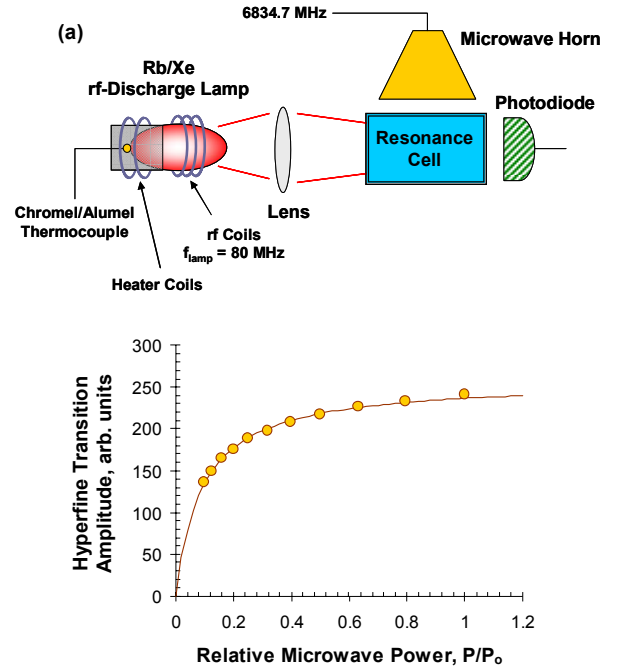 6834.7 MHz
(a)
Microwave Horn
Rb/Xe
rf-Discharge Lamp
Photodiode
Resonance
Cell
Lens
Chromel/Alumel
Thermocouple
rf Coils
f_lamp = 80 MHz
Heater Coils
Hyperfine Transition
Amplitude, arb. units
300
250
200
150
100
50
0
0 0.2 0.4 0.6 0.8 1.0 1.2
Relative Microwave Power, P/P_o